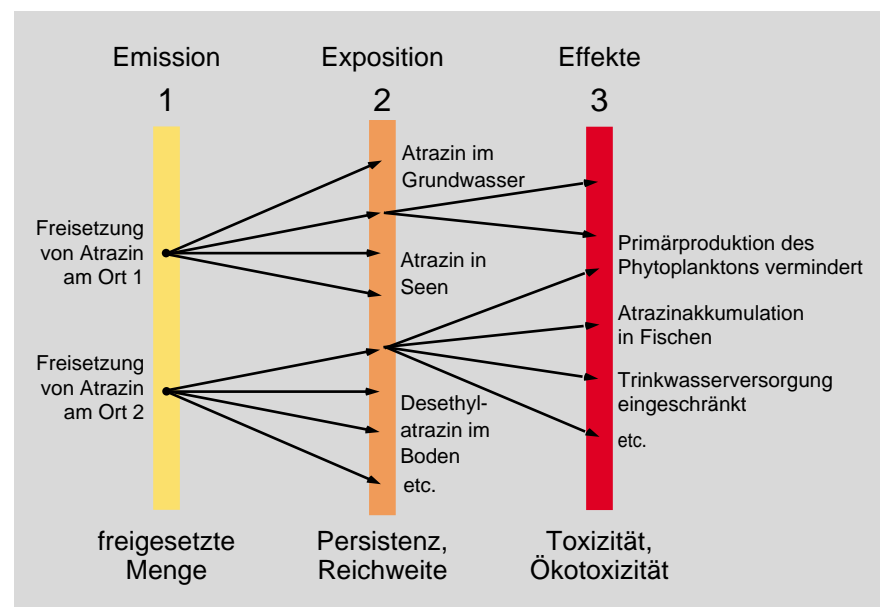 Emission
1
Exposition
2
Effekte
3
Freisetzung
von Atrazin
am Ort 1
Freisetzung
von Atrazin
am Ort 2
Atrazin im
Grundwasser
Atrazin in
Seen
Desethyl-
atrazin im
Boden
etc.
Primärproduktion des
Phytoplanktons vermindert
Atrazinakkumulation
in Fischen
Trinkwasserversorgung
eingeschränkt
etc.
freigesetzte
Menge
Persistenz,
Reichweite
Toxizität,
Ökotoxizität